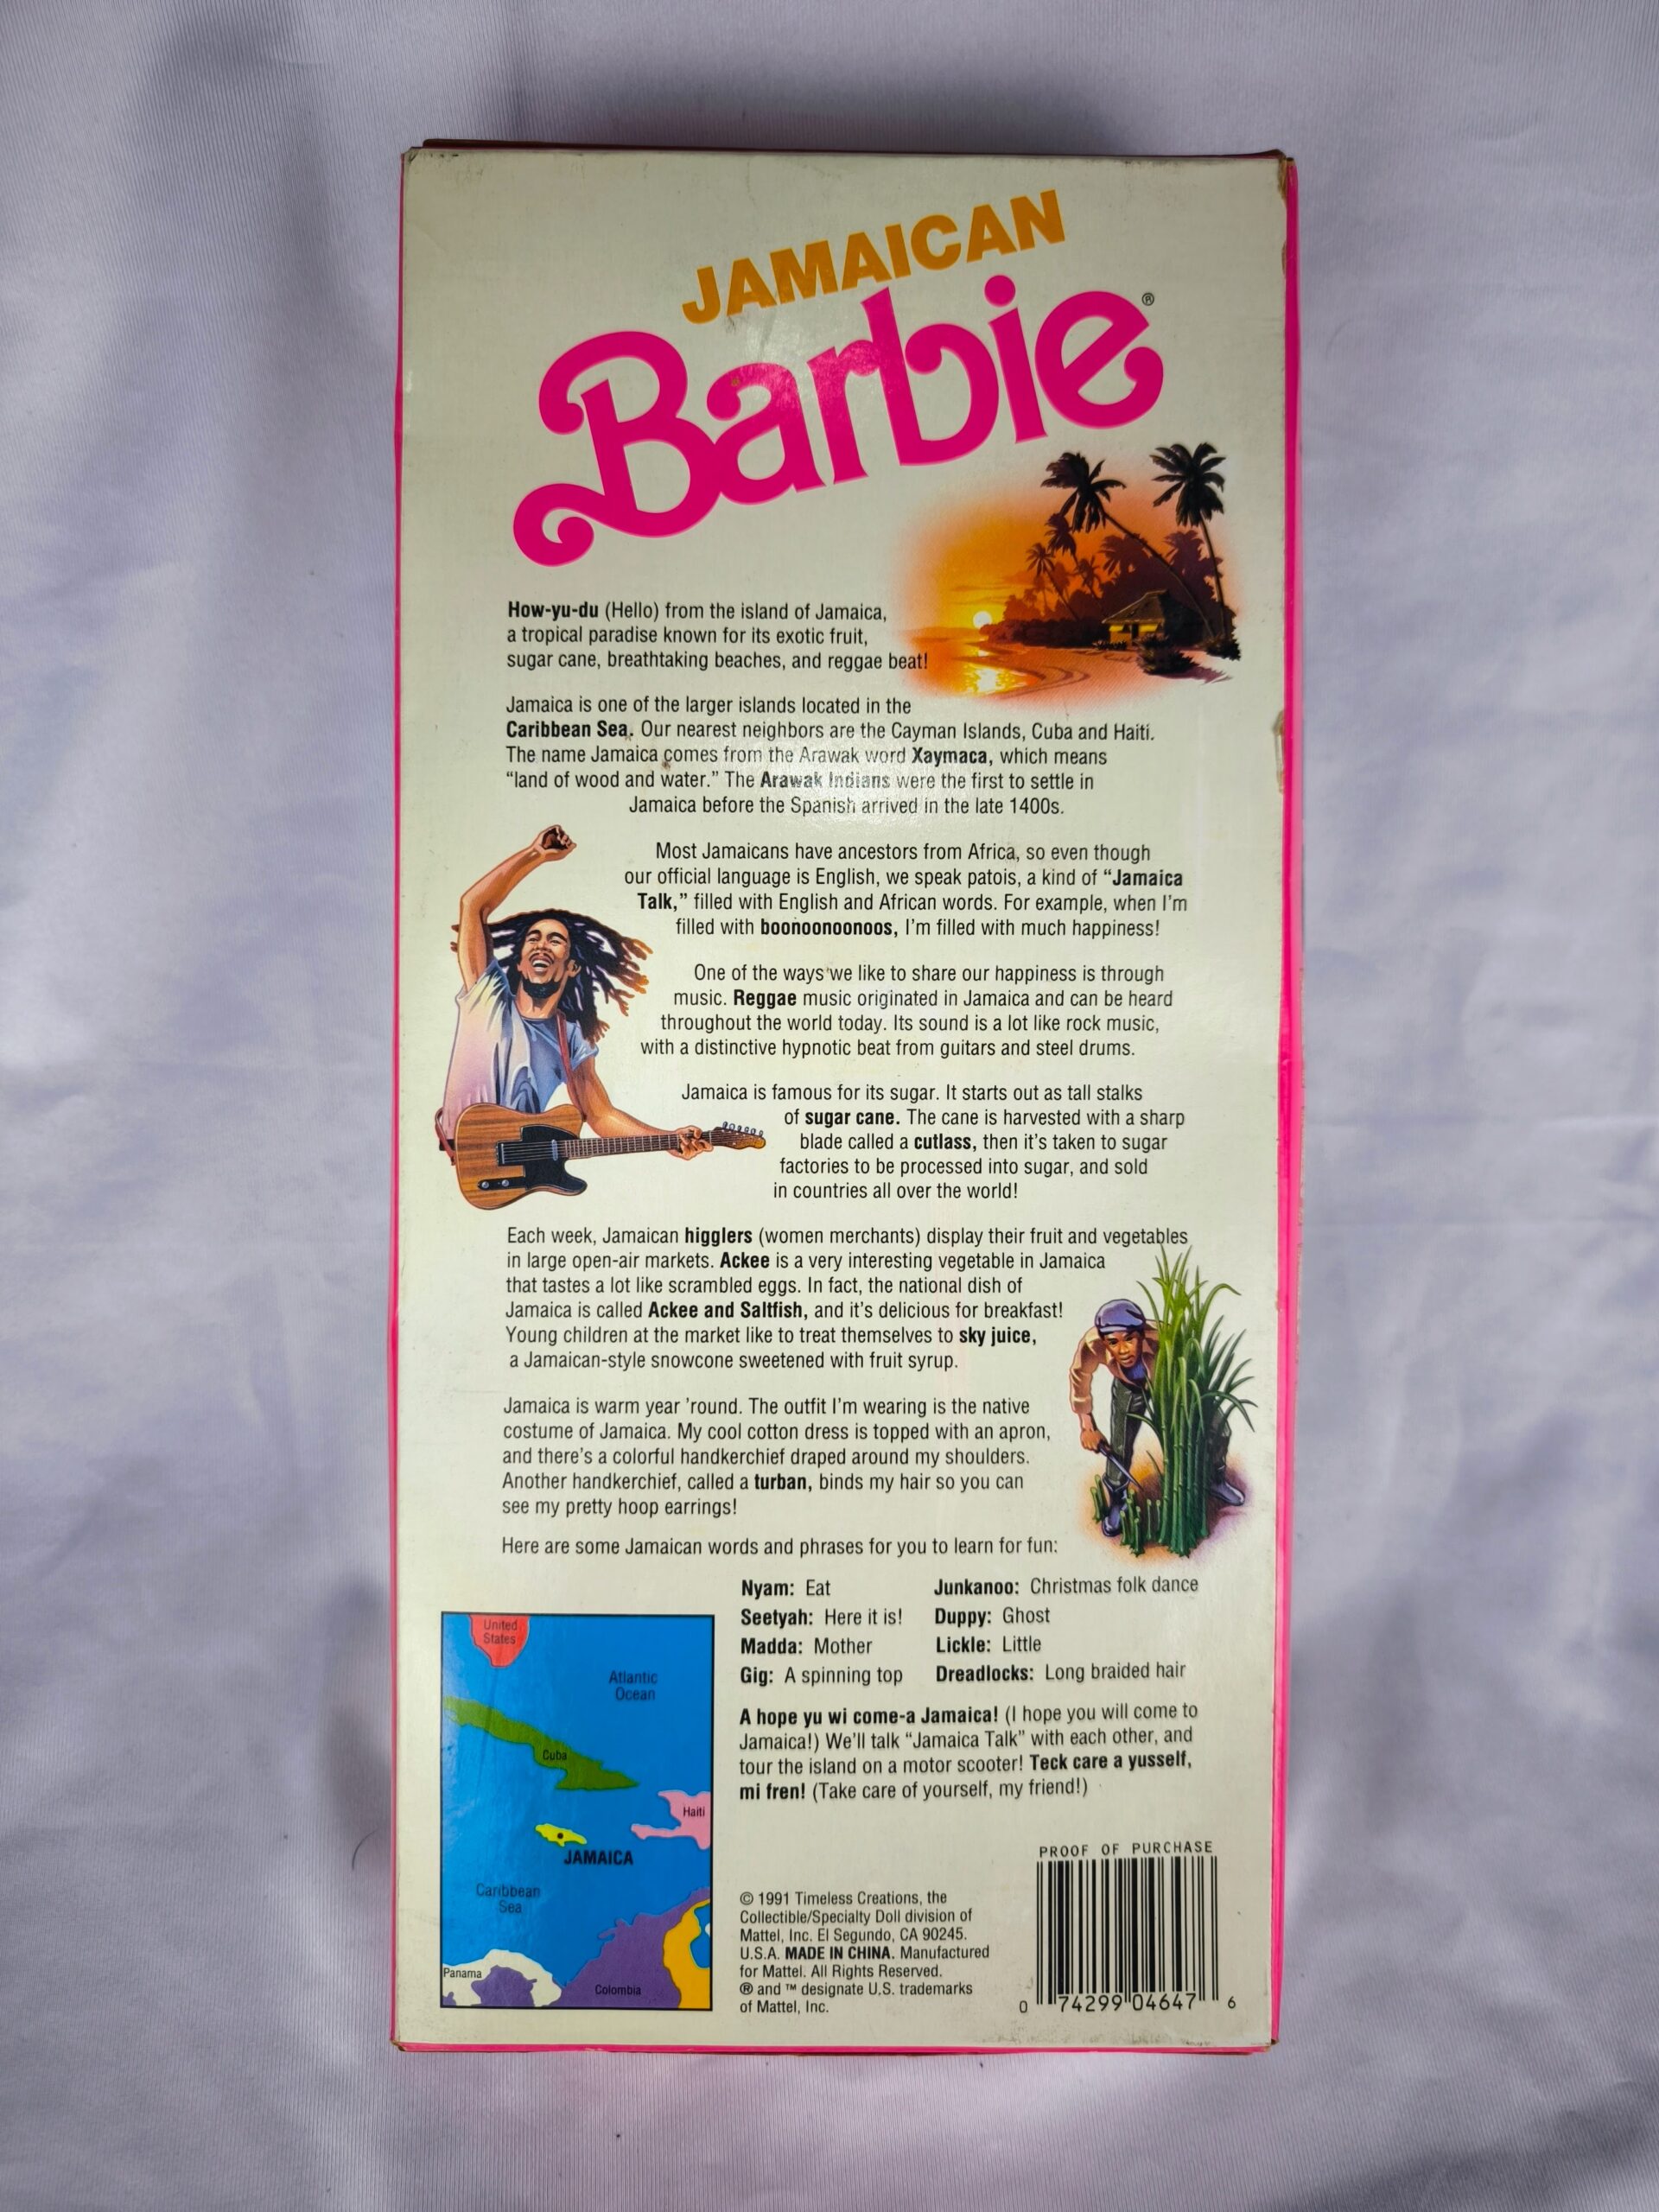 JAMAICAN
Barbie®
How-yu-du (Hello) from the island of Jamaica,
a tropical paradise known for its exotic fruit,
sugar cane, breathtaking beaches, and reggae beat!
Jamaica is one of the larger islands located in the
Caribbean Sea. Our nearest neighbors are the Cayman Islands, Cuba and Haiti.
The name Jamaica comes from the Arawak word Xaymaca, which means
“land of wood and water.” The Arawak Indians were the first to settle in
Jamaica before the Spanish arrived in the late 1400s.
Most Jamaicans have ancestors from Africa, so even though
our official language is English, we speak patois, a kind of “Jamaica
Talk,” filled with English and African words. For example, when I'm
filled with boonoonoonoos, I'm filled with much happiness!
One of the ways we like to share our happiness is through
music. Reggae music originated in Jamaica and can be heard
throughout the world today. Its sound is a lot like rock music,
with a distinctive hypnotic beat from guitars and steel drums.
Jamaica is famous for its sugar. It starts out as tall stalks
of sugar cane. The cane is harvested with a sharp
blade called a cutlass, then it's taken to sugar
factories to be processed into sugar, and sold
in countries all over the world!
Each week, Jamaican higglers (women merchants) display their fruit and vegetables
in large open-air markets. Ackee is a very interesting vegetable in Jamaica
that tastes a lot like scrambled eggs. In fact, the national dish of
Jamaica is called Ackee and Saltfish, and it's delicious for breakfast!
Young children at the market like to treat themselves to sky juice,
a Jamaican-style snowcone sweetened with fruit syrup.
Jamaica is warm year 'round. The outfit I'm wearing is the native
costume of Jamaica. My cool cotton dress is topped with an apron,
and there's a colorful handkerchief draped around my shoulders.
Another handkerchief, called a turban, binds my hair so you can
see my pretty hoop earrings!
Here are some Jamaican words and phrases for you to learn for fun:
Nyam: Eat
Seetyah: Here it is!
Madda: Mother
Gig: A spinning top
Junkanoo: Christmas folk dance
Duppy: Ghost
Lickle: Little
Dreadlocks: Long braided hair
A hope yu wi come-a Jamaica! (I hope you will come to
Jamaica!) We'll talk “Jamaica Talk” with each other, and
tour the island on a motor scooter! Teck care a yusself,
mi fren! (Take care of yourself, my friend!)
United
States
Atlantic
Ocean
Cuba
Haiti
JAMAICA
Caribbean
Sea
Panama
Colombia
© 1991 Timeless Creations, the
Collectible/Specialty Doll division of
Mattel, Inc. El Segundo, CA 90245.
U.S.A. MADE IN CHINA. Manufactured
for Mattel. All Rights Reserved.
® and ™ designate U.S. trademarks
of Mattel, Inc.
PROOF OF PURCHASE
0 74299 04647 6